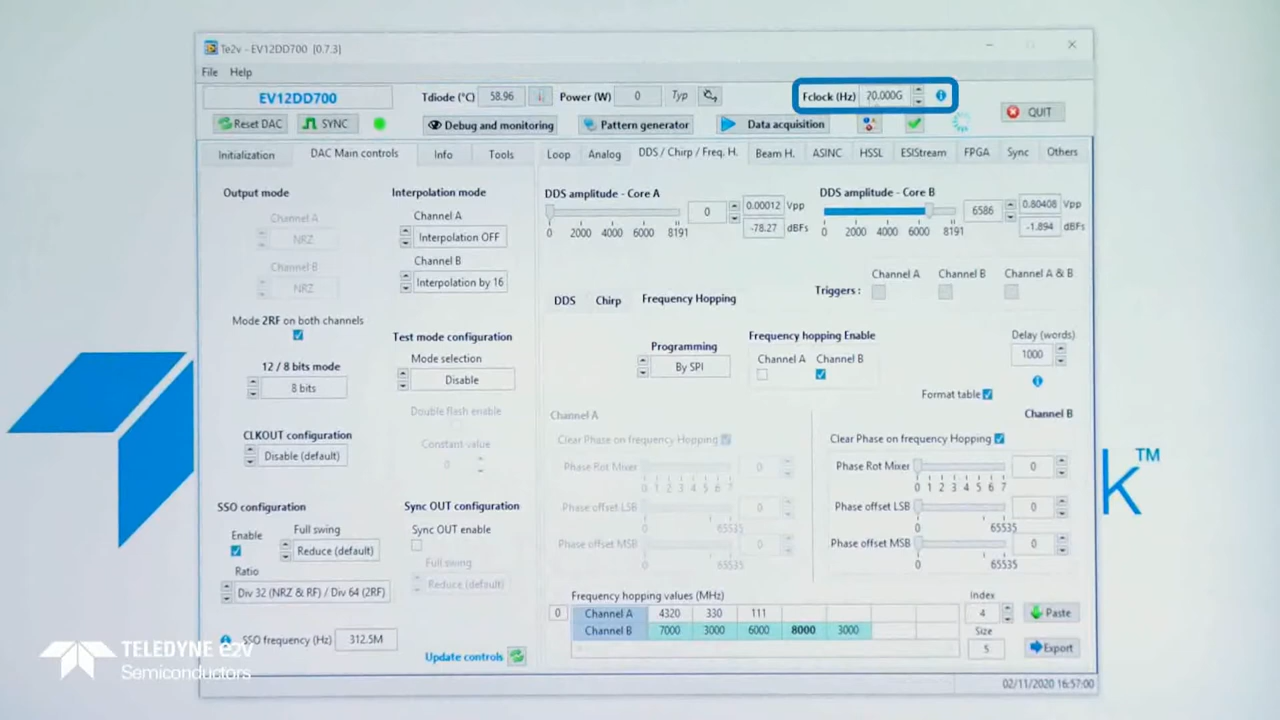 Te2v - EV12DD700 [0.7.3]
File Help
EV12DD700 Tdiode (°C) 58.96 Power (W) 0 Typ Fclock (Hz) 20.000G
Reset DAC SYNC Debug and monitoring Pattern generator Data acquisition QUIT
Initialization DAC Main controls Info Tools Loop Analog DDS / Chirp / Freq. H. Beam H. ASINC HSSL ESIStream FPGA Sync Others
Output mode
Channel A
NRZ
Channel B
NRZ
Mode 2RF on both channels
12 / 8 bits mode
8 bits
CLKOUT configuration
Disable (default)
SSO configuration
Enable
Full swing
Reduce (default)
Ratio
Div 32 (NRZ & RF) / Div 64 (2RF)
SSO frequency (Hz) 312.5M
Interpolation mode
Channel A
Interpolation OFF
Channel B
Interpolation by 16
Test mode configuration
Mode selection
Disable
Double flash enable
Constant value
0
Sync OUT configuration
Sync OUT enable
Full swing
Reduce (default)
Update controls
DDS amplitude - Core A
0 0.00012 Vpp
-78.27 dBFs
0 2000 4000 6000 8191
DDS amplitude - Core B
6586 0.80408 Vpp
-1.894 dBFs
0 2000 4000 6000 8191
Triggers : Channel A Channel B Channel A & B
DDS Chirp Frequency Hopping
Programming
By SPI
Frequency hopping Enable
Channel A Channel B
Delay (words)
1000
Format table
Channel A
Clear Phase on frequency Hopping
Phase Rot Mixer 0
0 1 2 3 4 5 6 7
Phase offset LSB 0
0 65535
Phase offset MSB 0
0 65535
Channel B
Clear Phase on frequency Hopping
Phase Rot Mixer 0
0 1 2 3 4 5 6 7
Phase offset LSB 0
0 65535
Phase offset MSB 0
0 65535
Frequency hopping values (MHz)
0 Channel A 4320 330 111
Channel B 7000 3000 6000 8000 3000
Index
4
Size
5
Paste
Export
02/11/2020 16:57:00
k™
TELEDYNE e2v
Semiconductors